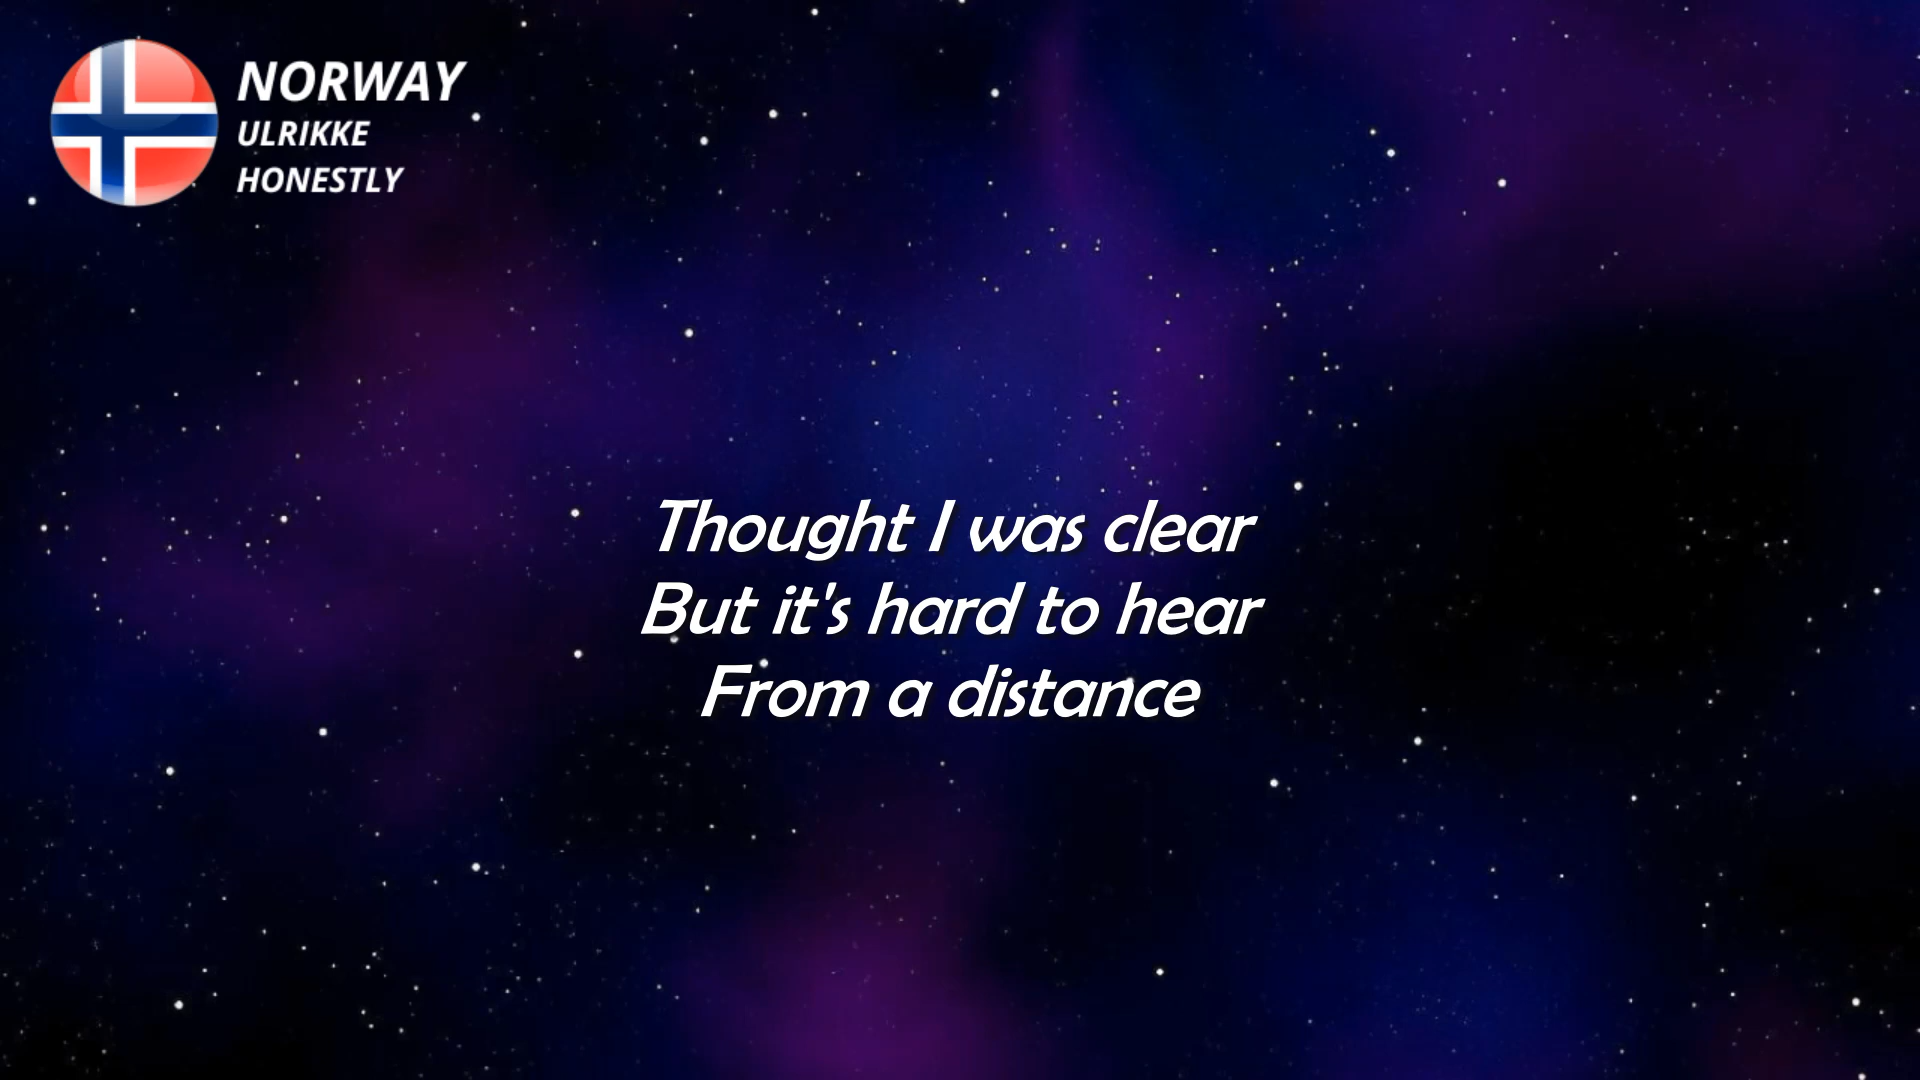 NORWAY
ULRIKKE
HONESTLY
Thought I was clear
But it's hard to hear
From a distance